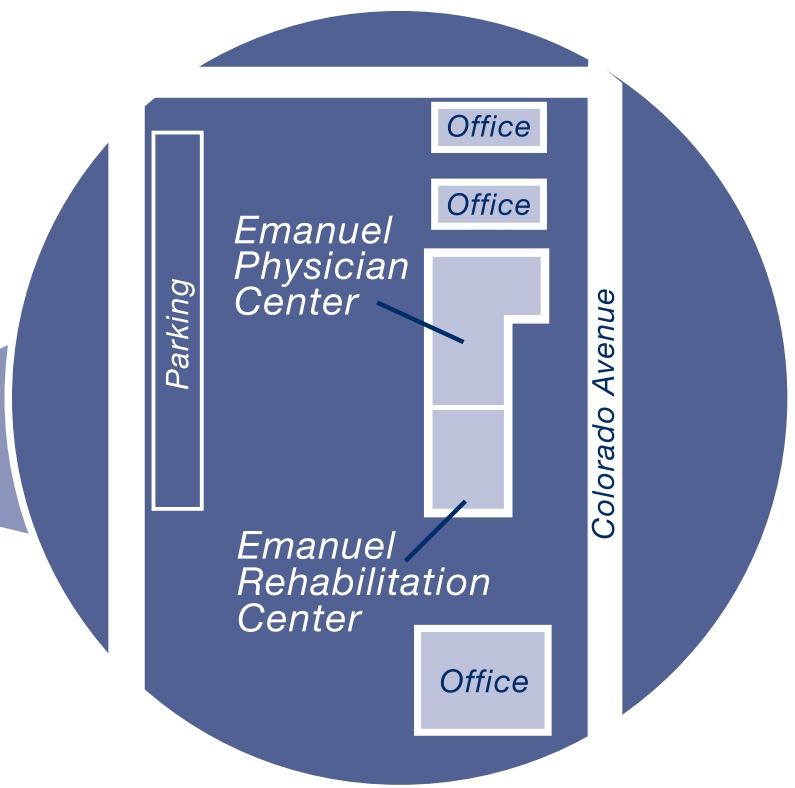 Office
Office
Emanuel
Physician
Center
Parking
Colorado Avenue
Emanuel
Rehabilitation
Center
Office